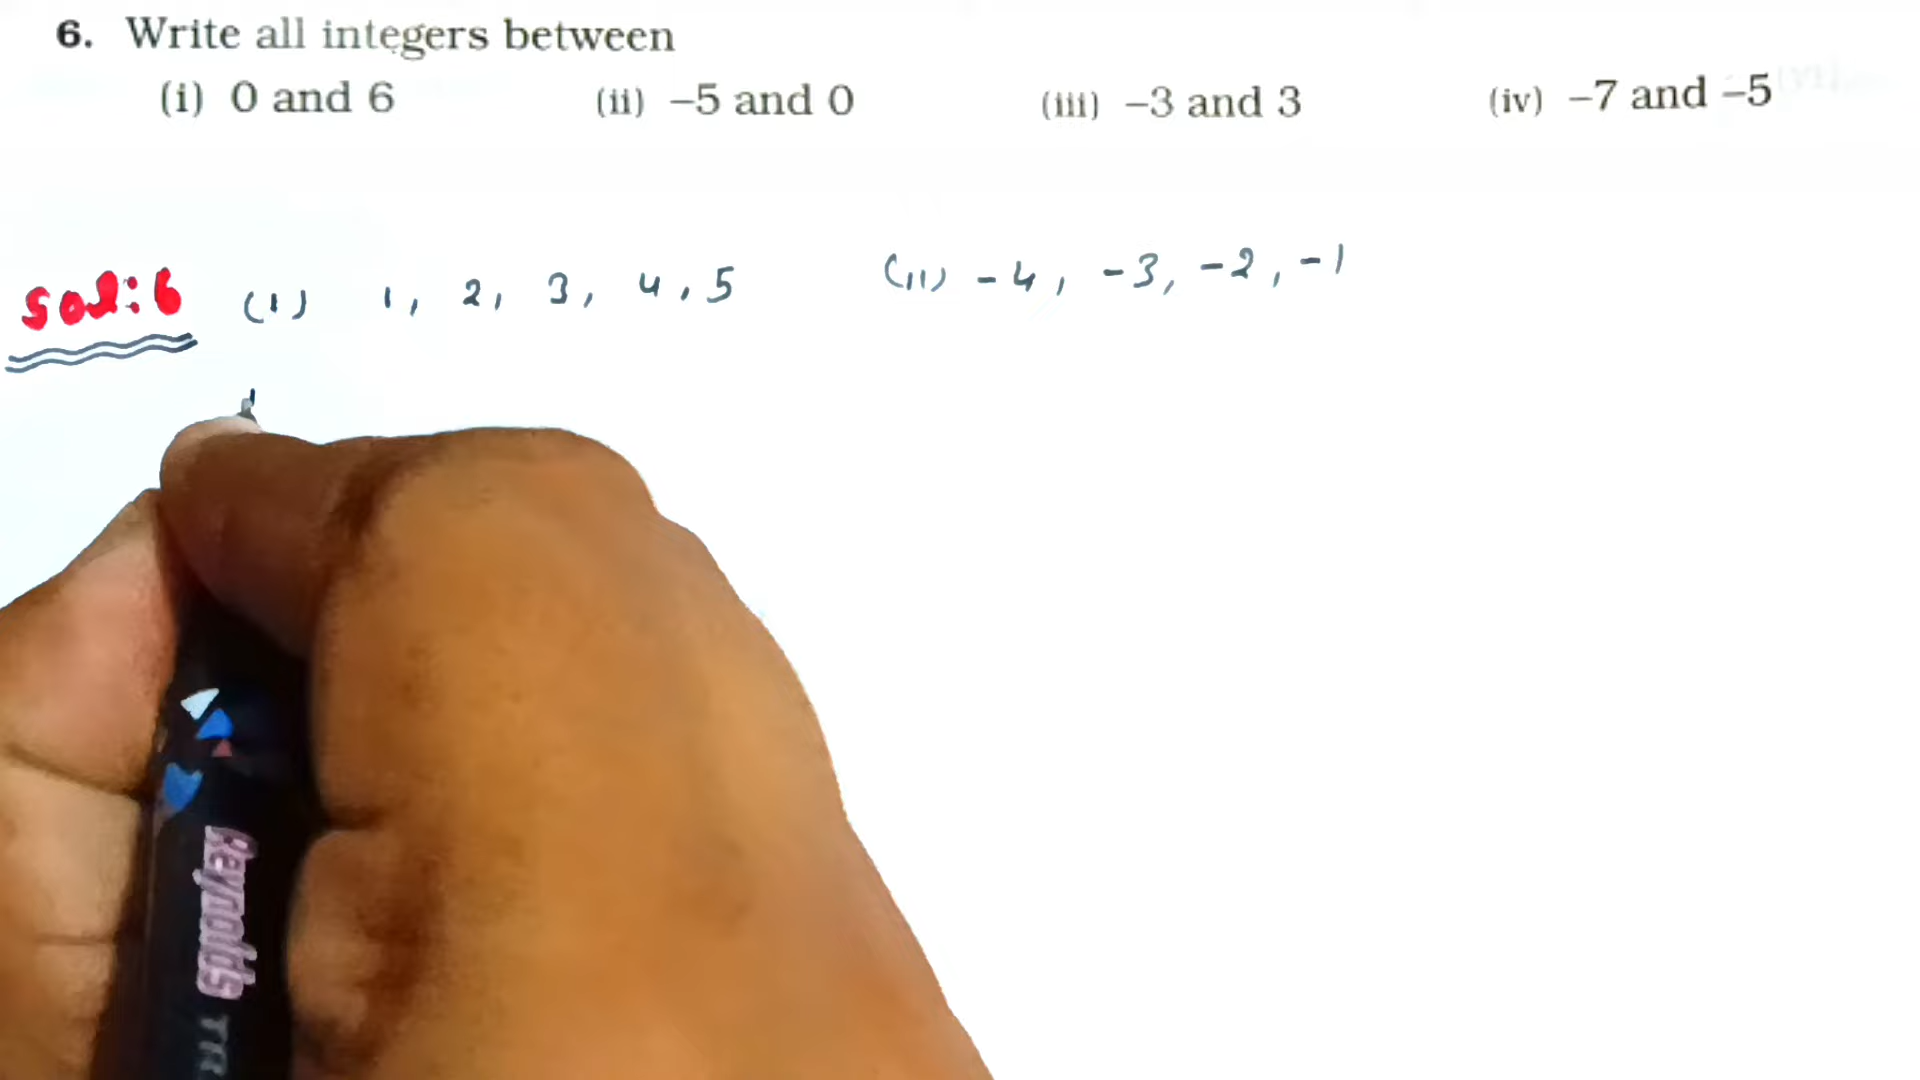 6. Write all integers between
(i) 0 and 6 (ii) –5 and 0 (iii) –3 and 3 (iv) –7 and –5
Sol:6 (i) 1, 2, 3, 4, 5 (ii) -4, -3, -2, -1
Reynolds